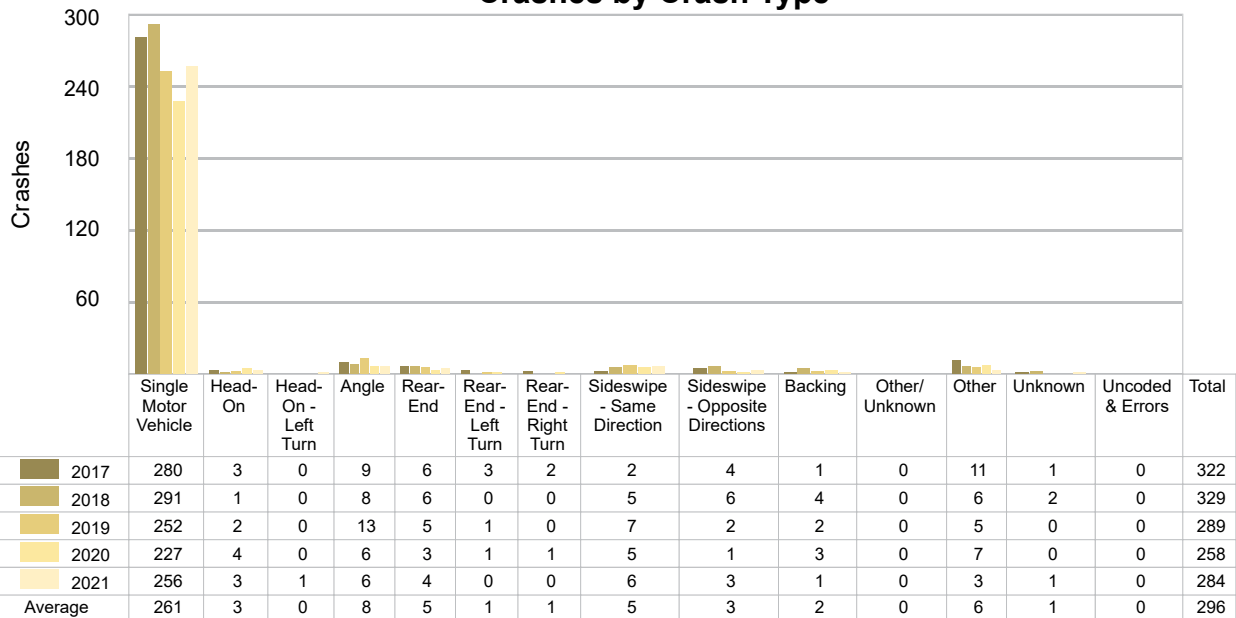 Crashes by Crash Type
300
240
180
120
60
Crashes
Single Motor Vehicle Head-On Head-On - Left Turn Angle Rear-End Rear-End - Left Turn Rear-End - Right Turn Sideswipe - Same Direction Sideswipe - Opposite Directions Backing Other/ Unknown Other Unknown Uncoded & Errors Total
2017 280 3 0 9 6 3 2 2 4 1 0 11 1 0 322
2018 291 1 0 8 6 0 0 5 6 4 0 6 2 0 329
2019 252 2 0 13 5 1 0 7 2 2 0 5 0 0 289
2020 227 4 0 6 3 1 1 5 1 3 0 7 0 0 258
2021 256 3 1 6 4 0 0 6 3 1 0 3 1 0 284
Average 261 3 0 8 5 1 1 5 3 2 0 6 1 0 296